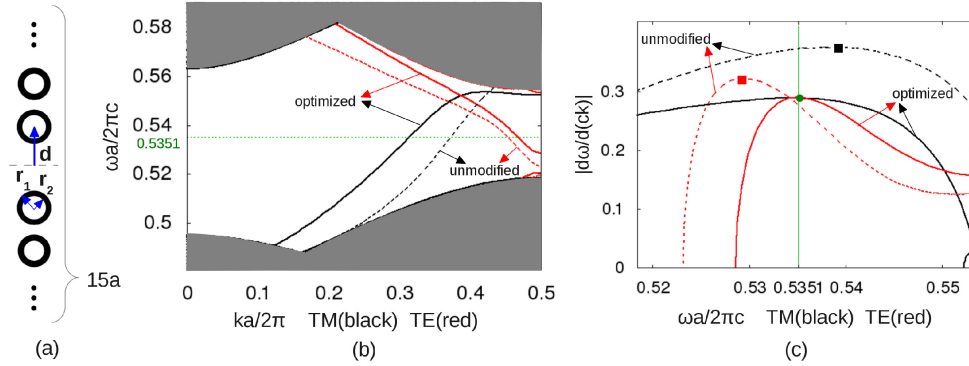 d
r1
r2
15a
(a)
ωa/2πc
0.58
0.56
0.54
0.5351
0.52
0.5
optimized
unmodified
0
0.1
0.2
0.3
0.4
0.5
ka/2π TM(black) TE(red)
(b)
|dω/d(ck)|
0.3
0.2
0.1
0
unmodified
optimized
0.52
0.53
0.5351
0.54
0.55
ωa/2πc TM(black) TE(red)
(c)